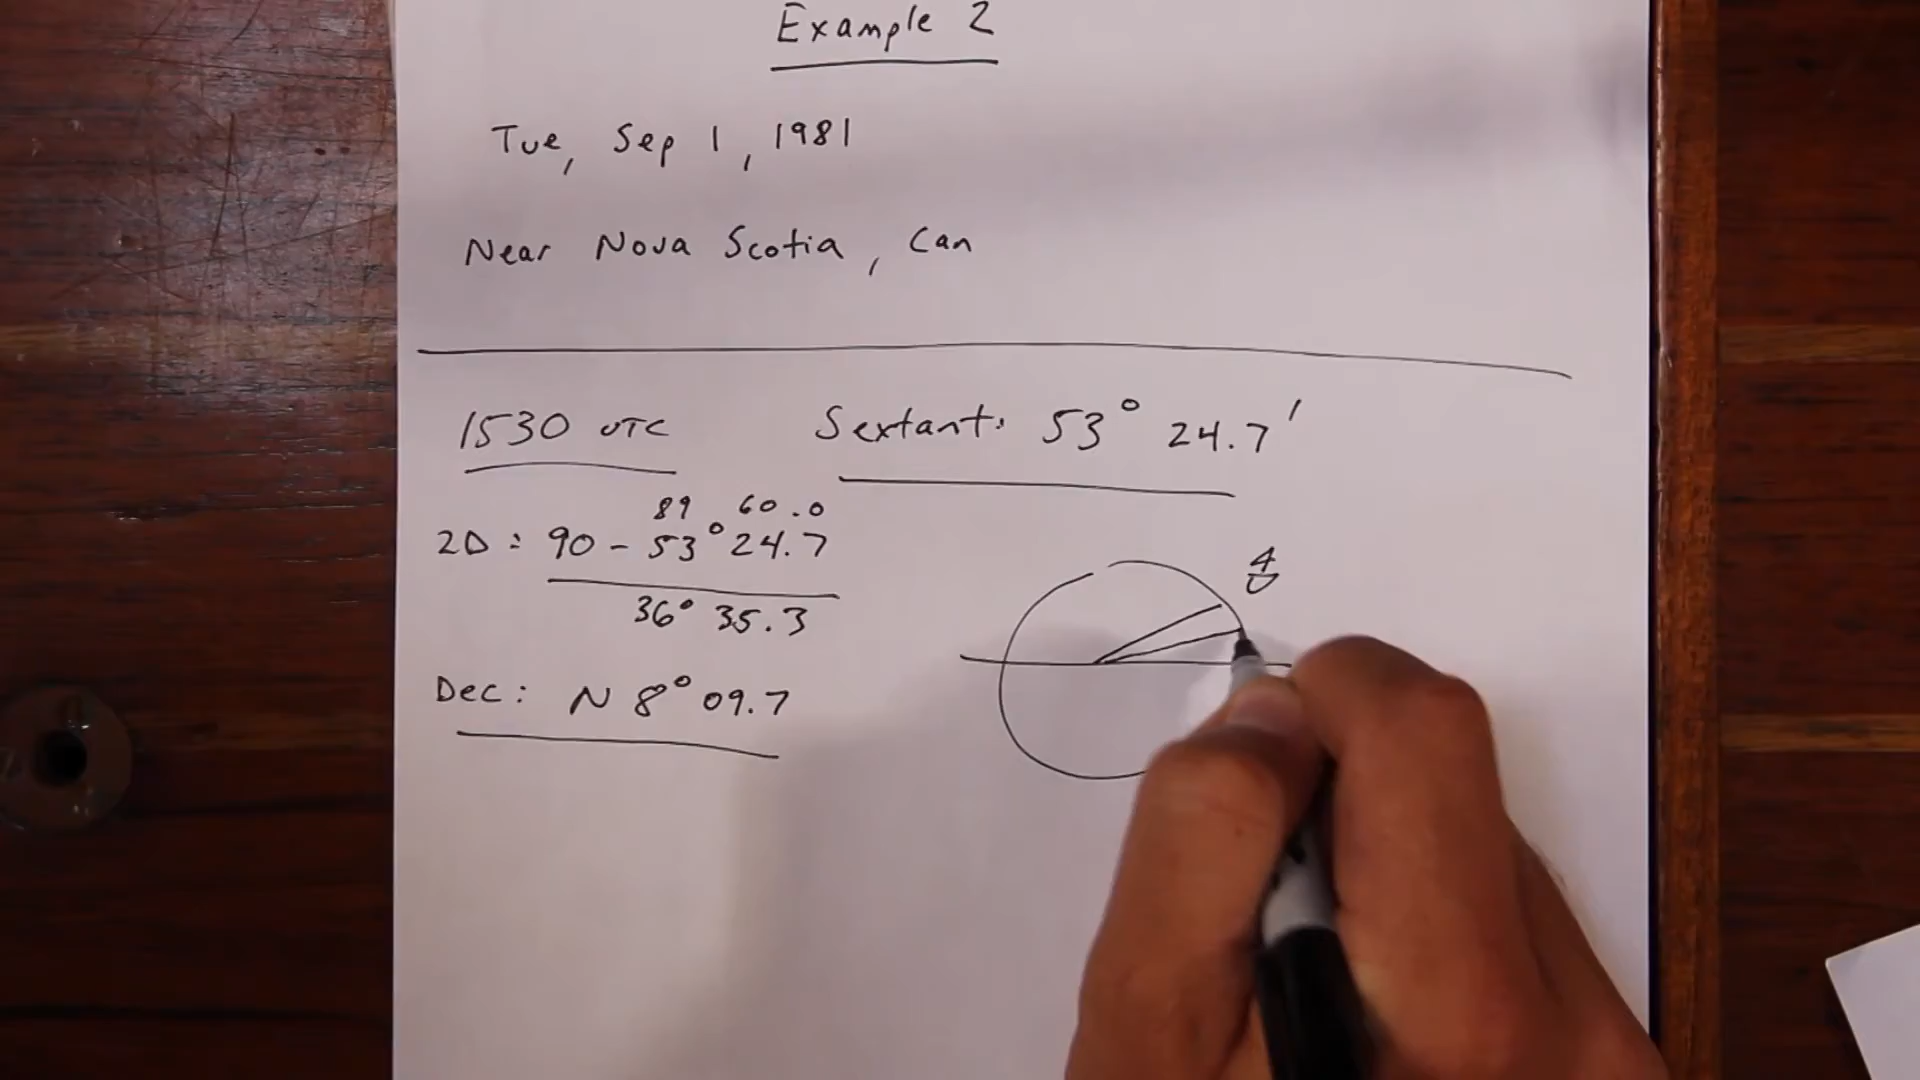 Example 2
Tue, Sep 1, 1981
Near Nova Scotia, Can
1530 UTC
Sextant: 53° 24.7'
89 60.0
ZD: 90 - 53° 24.7
36° 35.3
Dec: N 8° 09.7